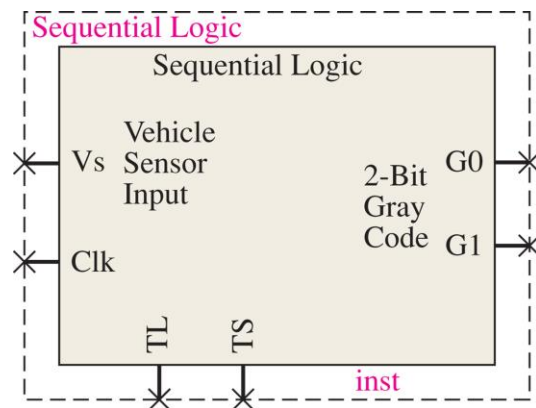 Sequential Logic
Sequential Logic
Vs
Vehicle
Sensor
Input
Clk
2-Bit
Gray
Code
G0
G1
TL
TS
inst